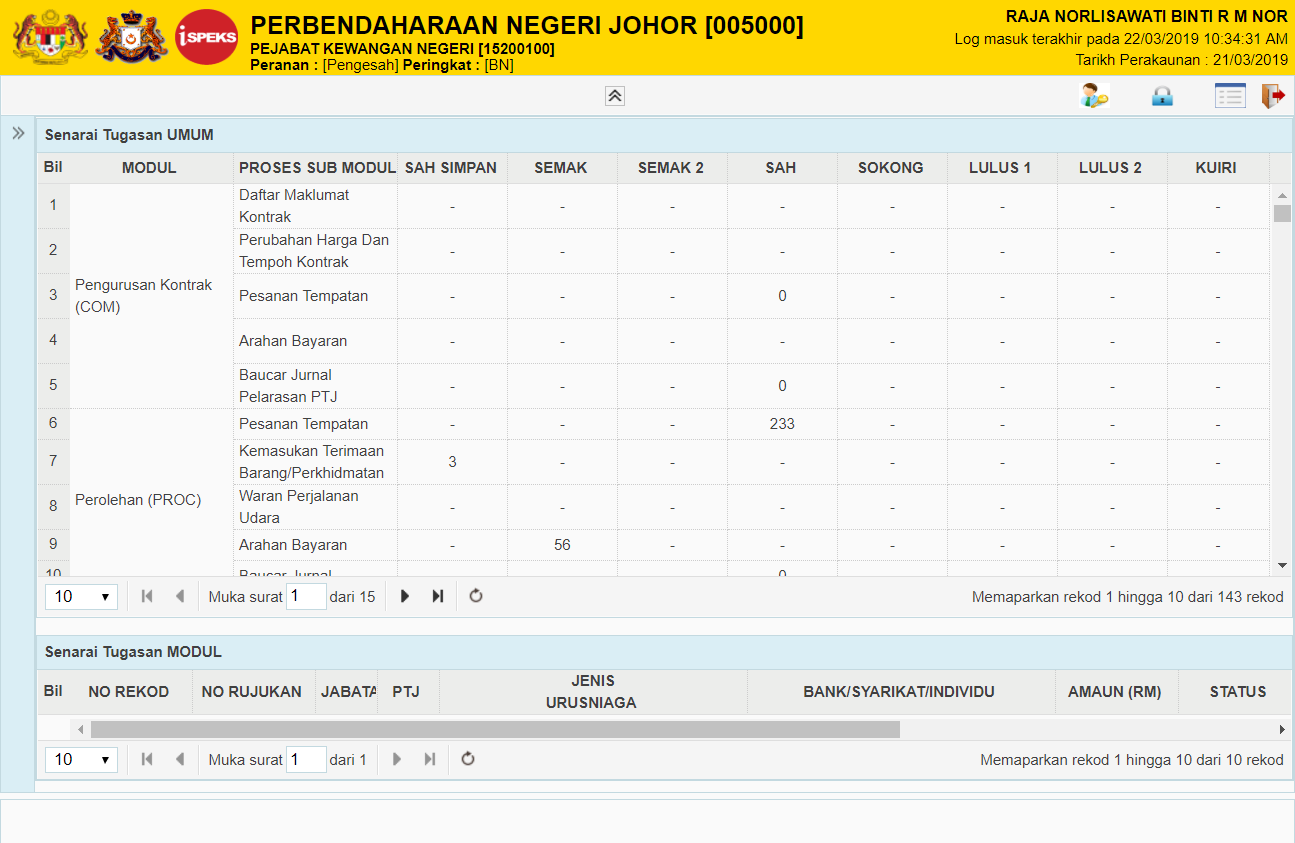 iSPEKS
PERBENDAHARAAN NEGERI JOHOR [005000]
PEJABAT KEWANGAN NEGERI [15200100]
Peranan : [Pengesah] Peringkat : [BN]
RAJA NORLISAWATI BINTI R M NOR
Log masuk terakhir pada 22/03/2019 10:34:31 AM
Tarikh Perakaunan : 21/03/2019
Senarai Tugasan UMUM
Bil MODUL PROSES SUB MODUL SAH SIMPAN SEMAK SEMAK 2 SAH SOKONG LULUS 1 LULUS 2 KUIRI
Pengurusan Kontrak
(COM)
1 Daftar Maklumat
Kontrak - - - - - - - -
2 Perubahan Harga Dan
Tempoh Kontrak - - - - - - - -
3 Pesanan Tempatan - - - 0 - - - -
4 Arahan Bayaran - - - - - - - -
5 Baucar Jurnal
Pelarasan PTJ - - - 0 - - - -
Perolehan (PROC)
6 Pesanan Tempatan - - - 233 - - - -
7 Kemasukan Terimaan
Barang/Perkhidmatan 3 - - - - - - -
8 Waran Perjalanan
Udara - - - - - - - -
9 Arahan Bayaran - 56 - - - - - -
10 Baucar Jurnal 0
10 Muka surat 1 dari 15 Memaparkan rekod 1 hingga 10 dari 143 rekod
Senarai Tugasan MODUL
Bil NO REKOD NO RUJUKAN JABATA PTJ JENIS
URUSNIAGA BANK/SYARIKAT/INDIVIDU AMAUN (RM) STATUS
10 Muka surat 1 dari 1 Memaparkan rekod 1 hingga 10 dari 10 rekod